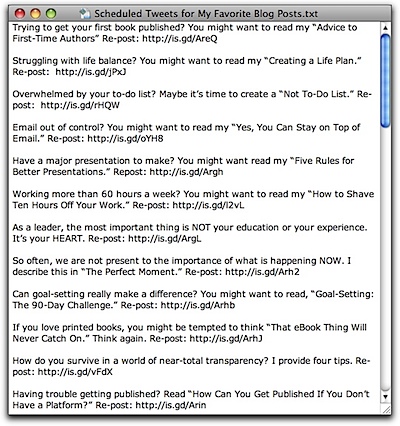 Scheduled Tweets for My Favorite Blog Posts.txt
Trying to get your first book published? You might want to read my “Advice to
First-Time Authors” Re-post: http://is.gd/AreQ
Struggling with life balance? You might want to read my “Creating a Life Plan.”
Re-post:  http://is.gd/jPxJ
Overwhelmed by your to-do list? Maybe it’s time to create a “Not To-Do List.” Re-
post:  http://is.gd/rHQW
Email out of control? You might want to read my “Yes, You Can Stay on Top of
Email.” Re-post: http://is.gd/oYH8
Have a major presentation to make? You might want read my “Five Rules for
Better Presentations.” Re-post: http://is.gd/Argh
Working more than 60 hours a week? You might want to read my “How to Shave
Ten Hours Off Your Work.” Re-post: http://is.gd/l2vL
As a leader, the most important thing is NOT your education or your experience.
It’s your HEART. Re-post: http://is.gd/ArgL
So often, we are not present to the importance of what is happening NOW. I
describe this in “The Perfect Moment.” Re-post: http://is.gd/Arh2
Can goal-setting really make a difference? You might want to read, “Goal-Setting:
The 90-Day Challenge.” Re-post: http://is.gd/Arhb
If you love printed books, you might be tempted to think “That eBook Thing Will
Never Catch On.” Think again. Re-post: http://is.gd/ArhJ
How do you survive in a world of near-total transparency? I provide four tips. Re-
post: http://is.gd/vFdX
Having trouble getting published? Read “How Can You Get Published If You Don’t
Have a Platform?” Re-post: http://is.gd/Arin